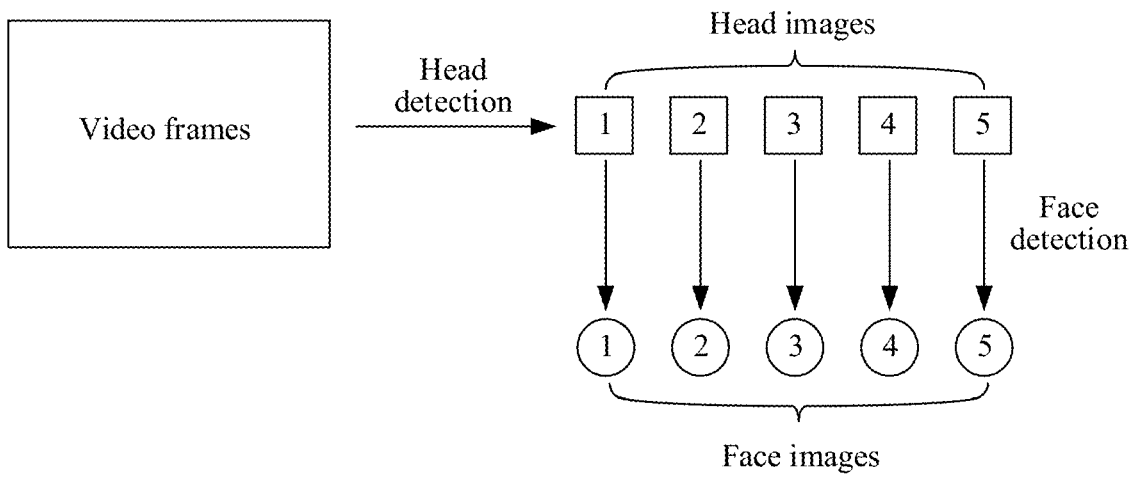 Head images
Video frames
Head
detection
1 2 3 4 5
Face
detection
1 2 3 4 5
Face images